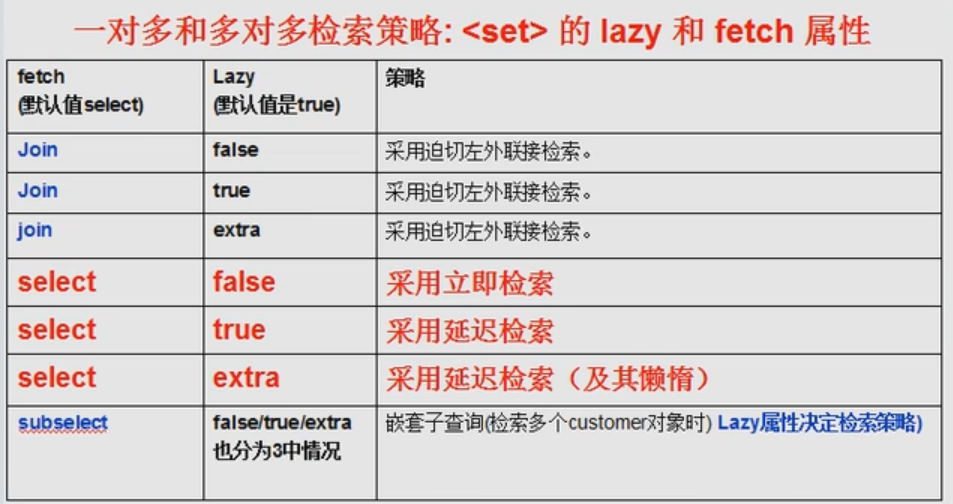 一对多和多对多检索策略: <set> 的 lazy 和 fetch 属性
fetch
(默认值select)
Lazy
(默认值是true)
策略
Join
false
采用迫切左外联接检索。
Join
true
采用迫切左外联接检索。
join
extra
采用迫切左外联接检索。
select
false
采用立即检索
select
true
采用延迟检索
select
extra
采用延迟检索（及其懒惰）
subselect
false/true/extra
也分为3中情况
嵌套子查询(检索多个customer对象时) Lazy属性决定检索策略)